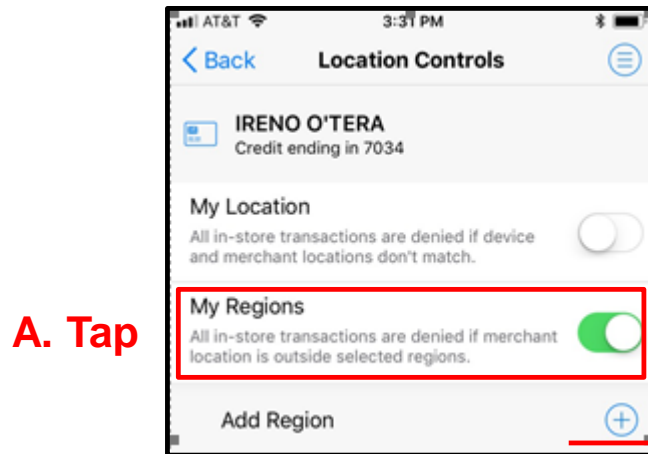 AT&T 3:31 PM
Back Location Controls
IRENO O'TERA
Credit ending in 7034
My Location
All in-store transactions are denied if device
and merchant locations don't match.
A. Tap
My Regions
All in-store transactions are denied if merchant
location is outside selected regions.
Add Region